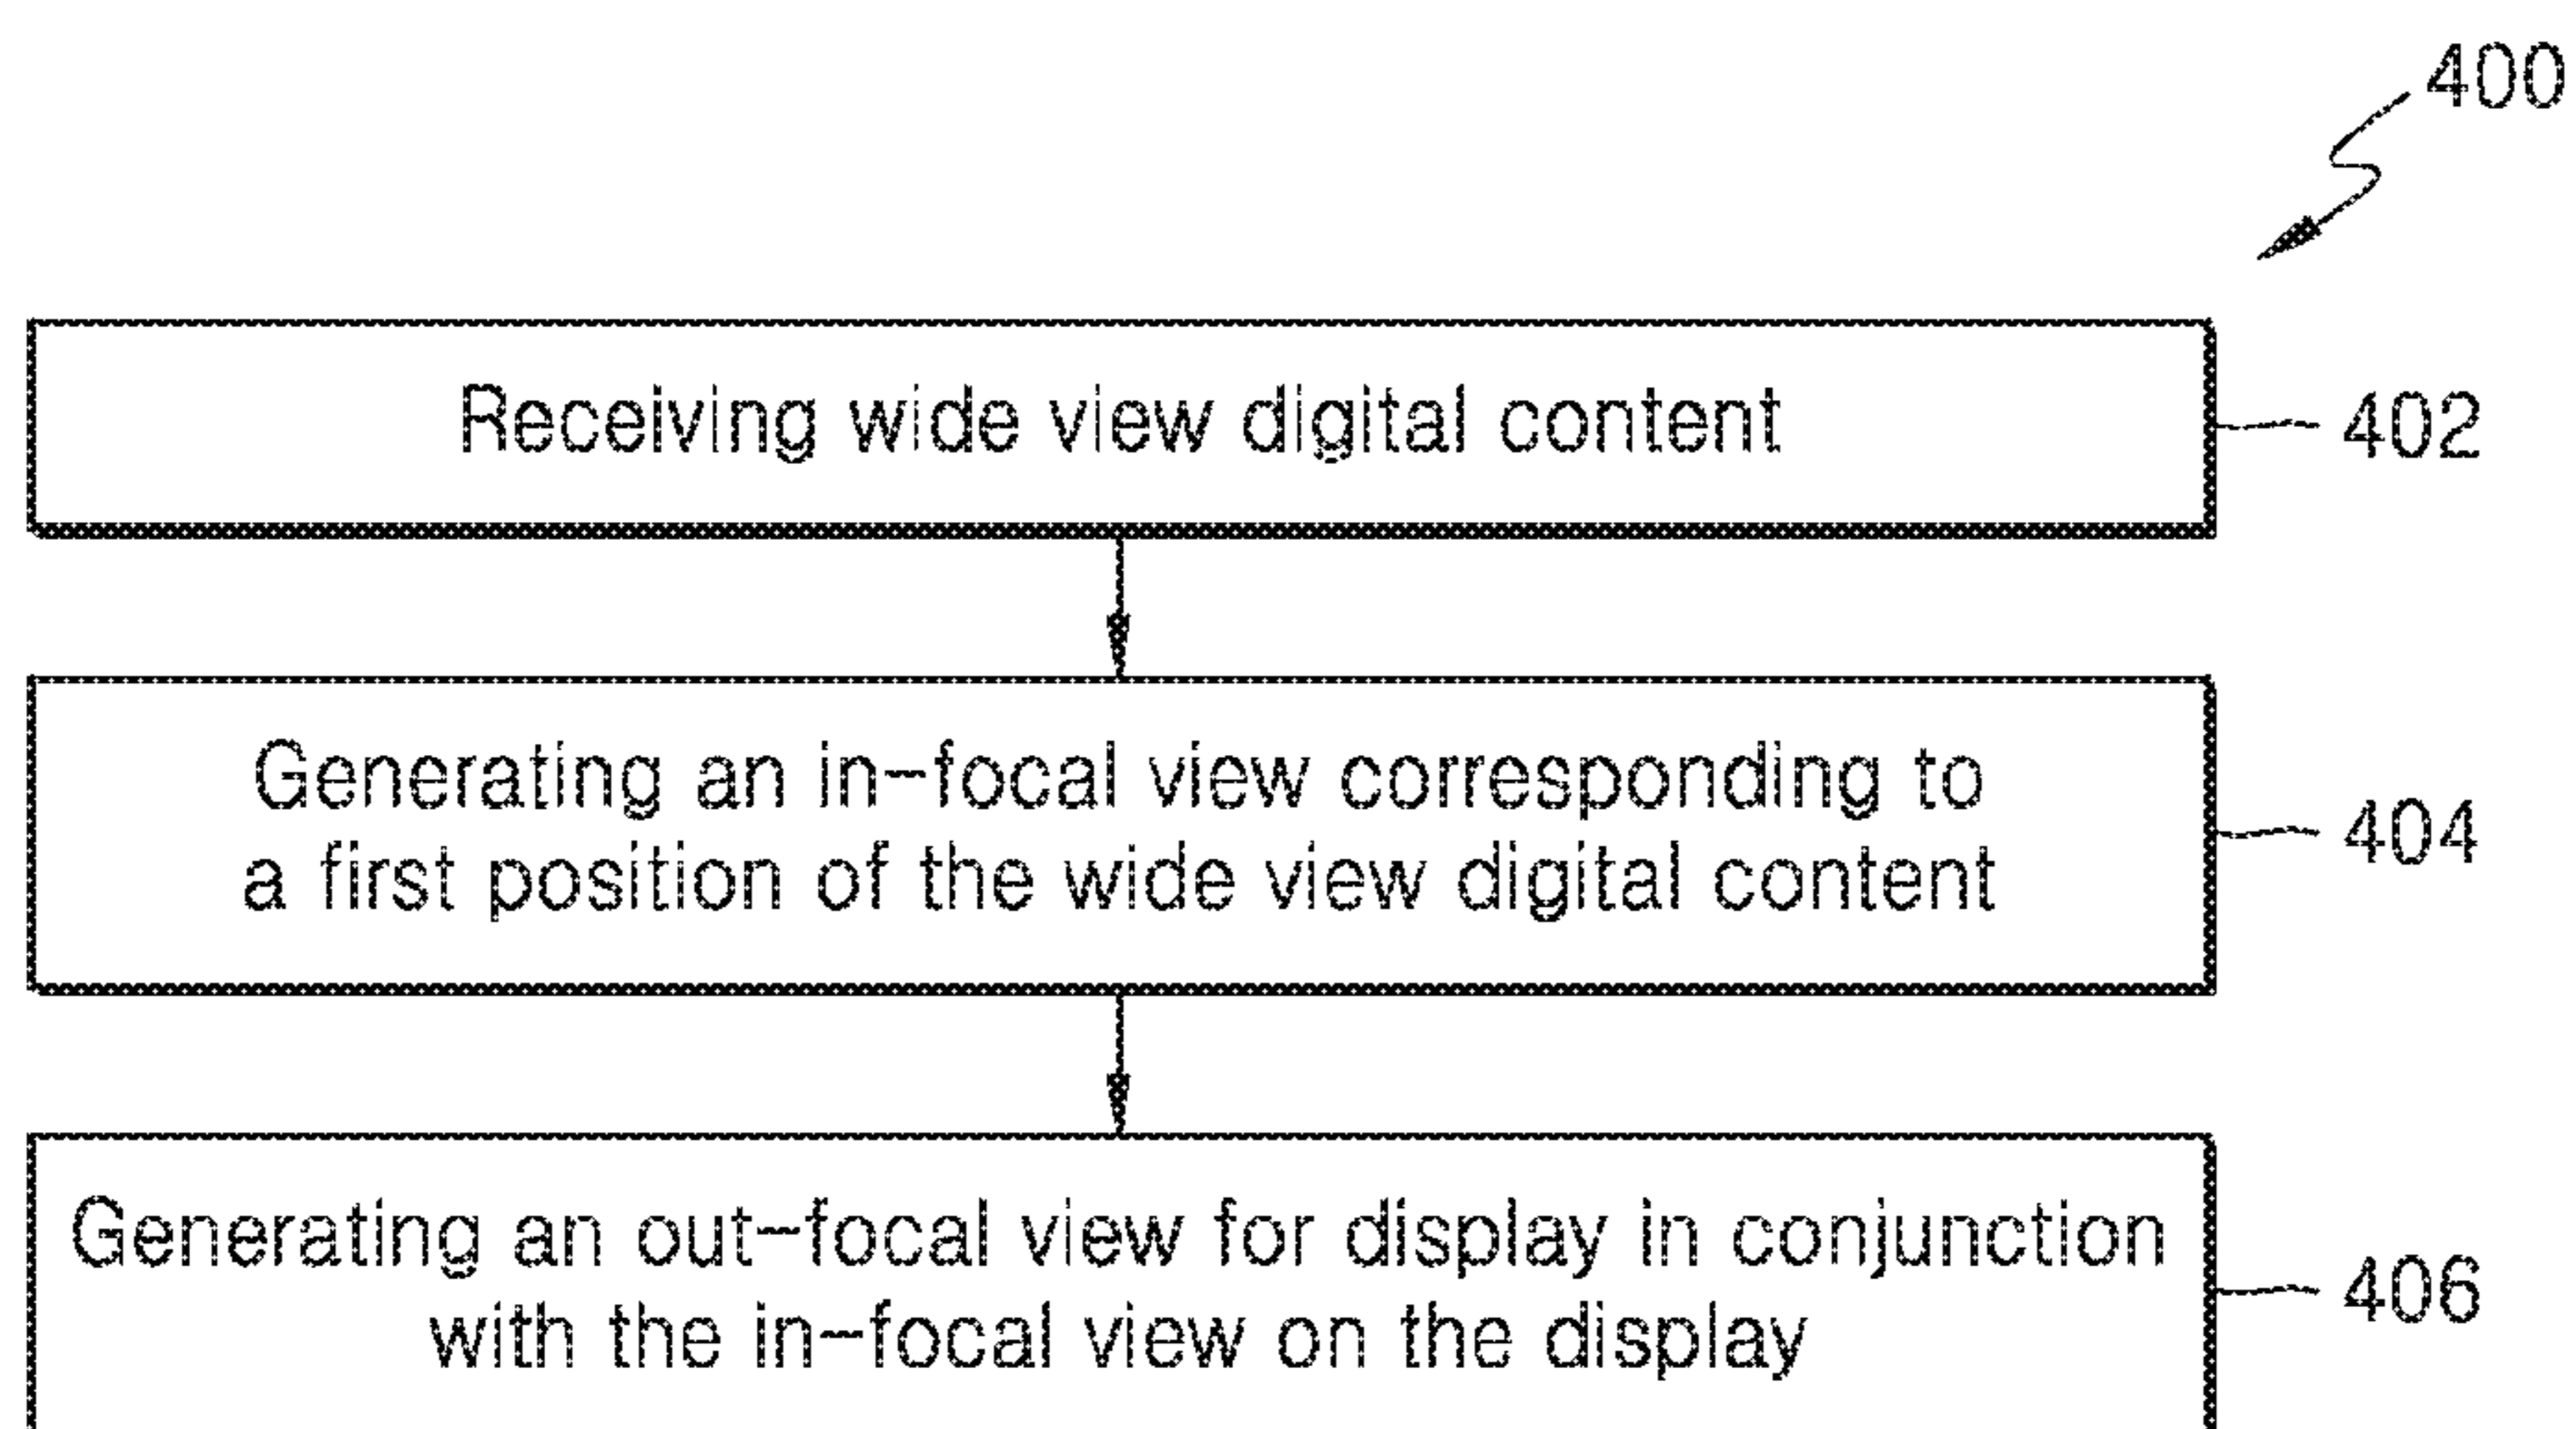 400
Receiving wide view digital content
402
Generating an in-focal view corresponding to
a first position of the wide view digital content
404
Generating an out-focal view for display in conjunction
with the in-focal view on the display
406